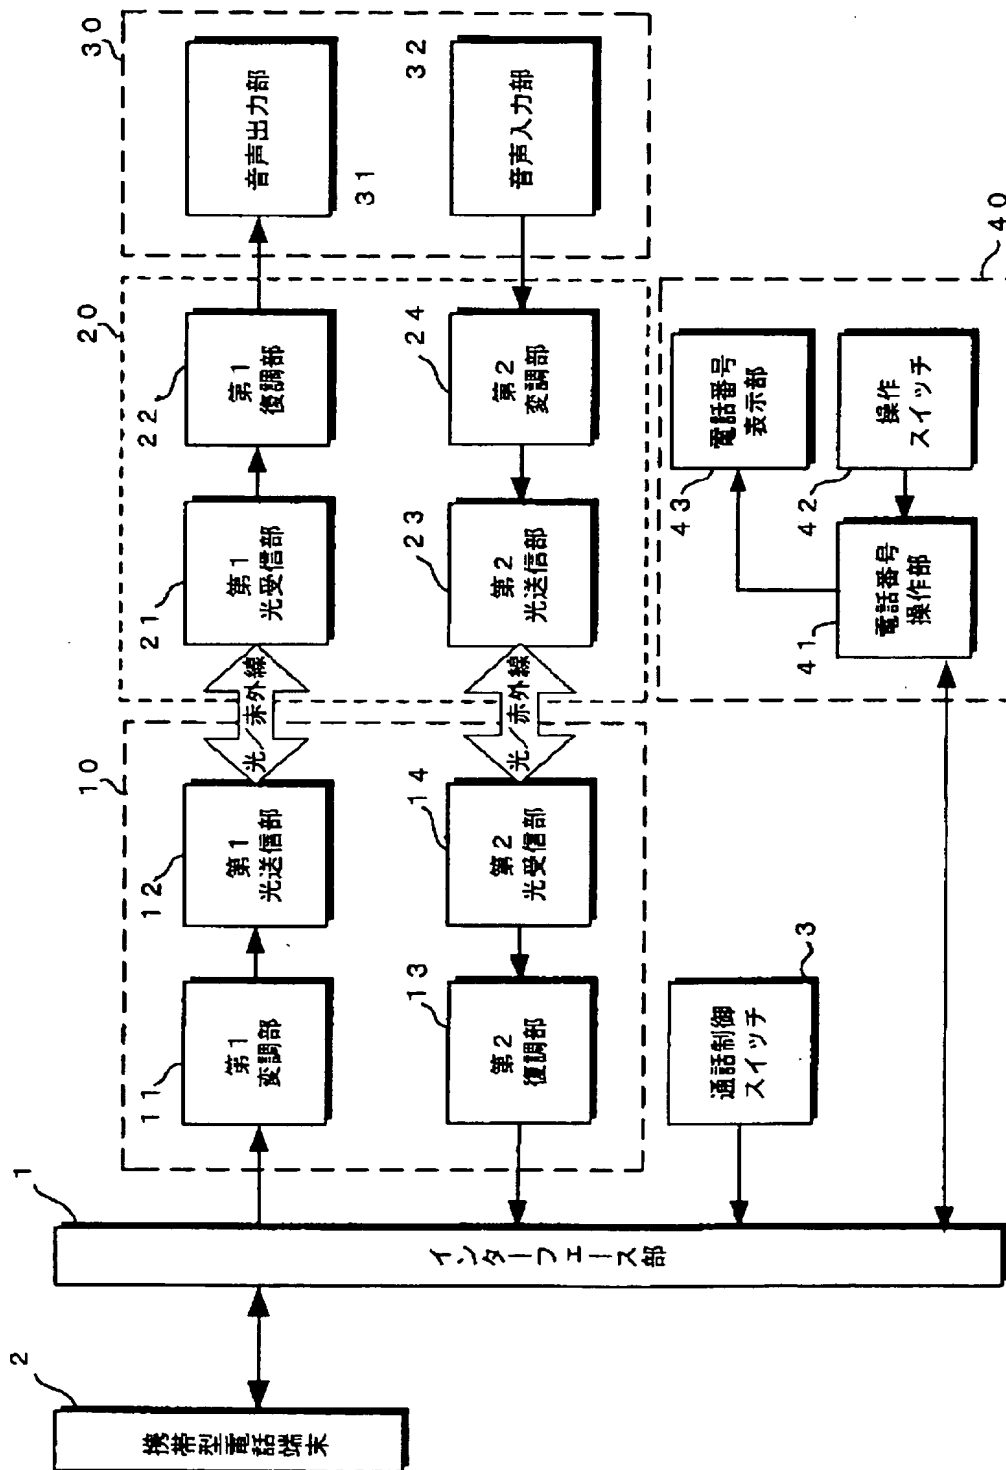 携帯型電話端末
2
インターフェース部
1
10
第1
変調部
11
第1
光送信部
12
第2
復調部
13
第2
光受信部
14
光／赤外線
光／赤外線
20
第1
光受信部
21
第1
復調部
22
第2
光送信部
23
第2
変調部
24
30
音声出力部
31
音声入力部
32
通話制御
スイッチ
3
40
電話番号
操作部
41
操作
スイッチ
42
電話番号
表示部
43